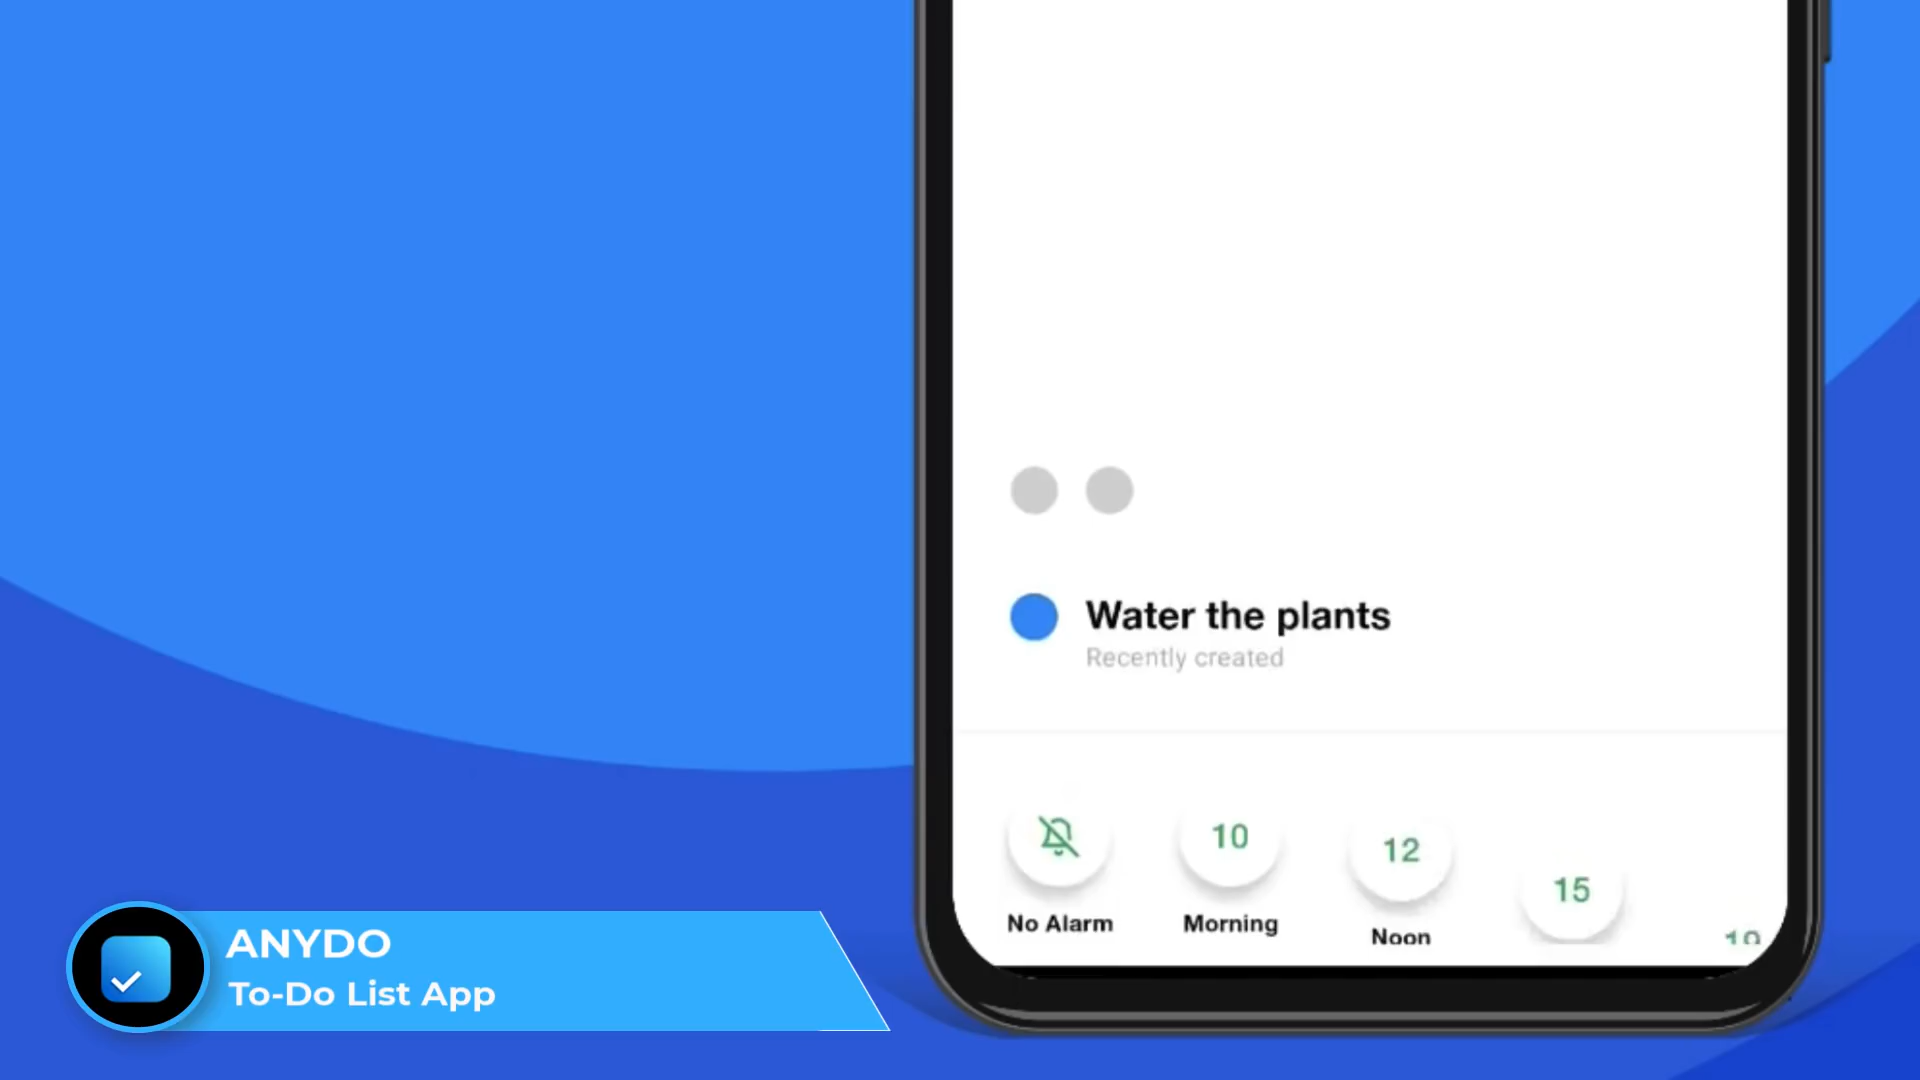 Water the plants
Recently created
10
12
15
No Alarm
Morning
Noon
ANYDO
To-Do List App